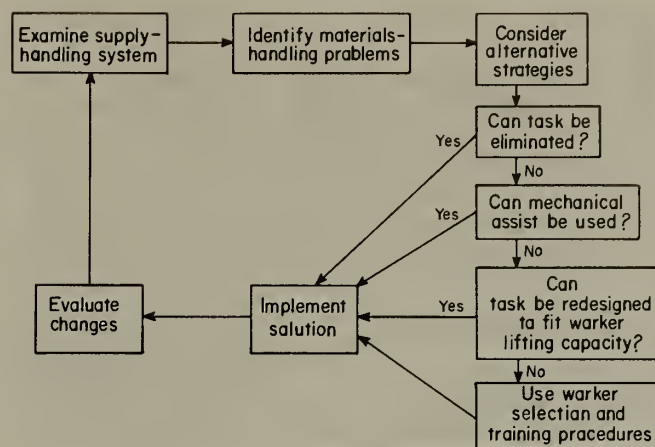 Examine supply-
handling system
Identify materials-
handling problems
Consider
alternative
strategies
Can task be
eliminated?
Yes
No
Can mechanical
assist be used?
Yes
No
Can
task be redesigned
ta fit worker
lifting capacity?
Yes
No
Use worker
selection and
training procedures
Implement
salution
Evaluate
changes